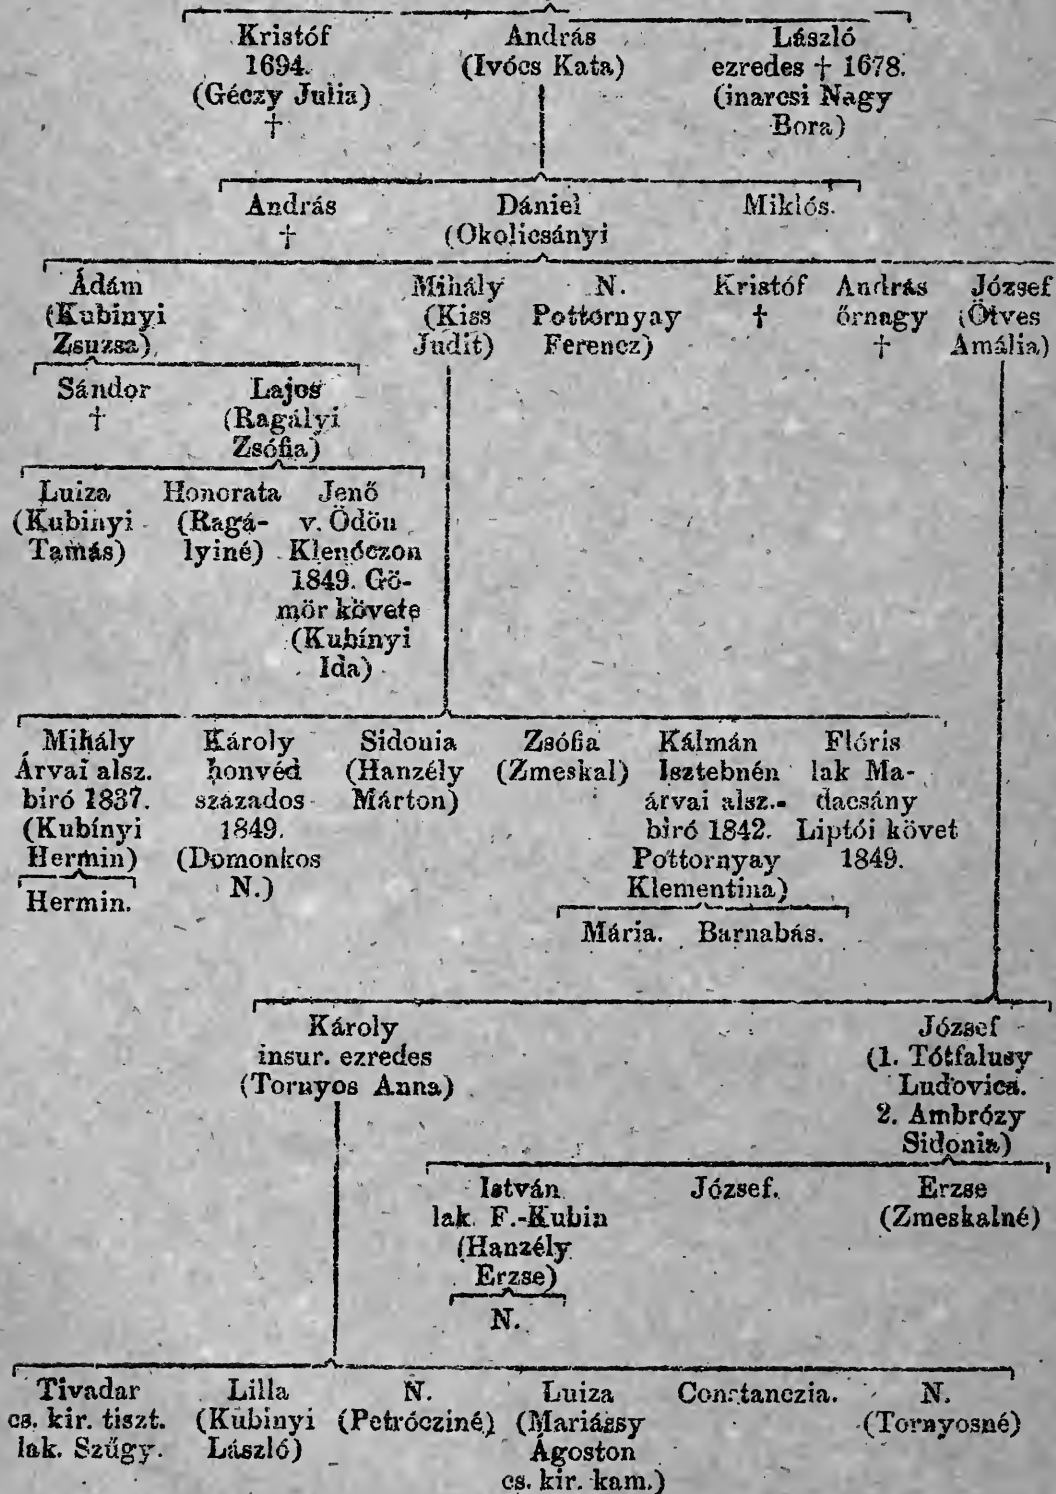 Kristóf András László
1694. (Ivócs Kata) ezredes † 1678.
(Géczy Julia) (inarcsi Nagy
† Bora)
András Dániel Miklós.
† (Okolicsányi
Ádám Mihály N. Kristóf András József
(Kubinyi (Kiss Pottornyay † őrnagy (Ötves
Zsuzsa) Judit) Ferencz) † Amália)
Sándor Lajos
† (Ragályi
Zsófia)
Luiza Honorata Jenő
(Kubinyi (Ragá- v. Ödön
Tamás) lyiné) Klenóczon
1849. Gö-
mör követe
(Kubínyi
Ida)
Mihály Károly Sidonia Zsófia Kálmán Flóris
Árvai alsz. honvéd (Hanzély (Zmeskal) Isztebnén lak Ma-
biró 1837. százados Márton) árvai alsz.- dacsány
(Kubínyi 1849. biró 1842. Liptói követ
Hermin) (Domonkos Pottornyay 1849.
Hermin. N.) Klementina)
Mária. Barnabás.
Károly József
insur. ezredes (1. Tótfalusy
(Tornyos Anna) Ludovica.
2. Ambrózy
Sidonia)
István József. Erzse
lak. F.-Kubin (Zmeskalné)
(Hanzély
Erzse)
N.
Tivadar Lilla N. Luiza Constanczia. N.
cs. kir. tiszt. (Kubinyi (Petrócziné) (Mariássy (Tornyosné)
lak. Szűgy. László) Ágoston
cs. kir. kam.)